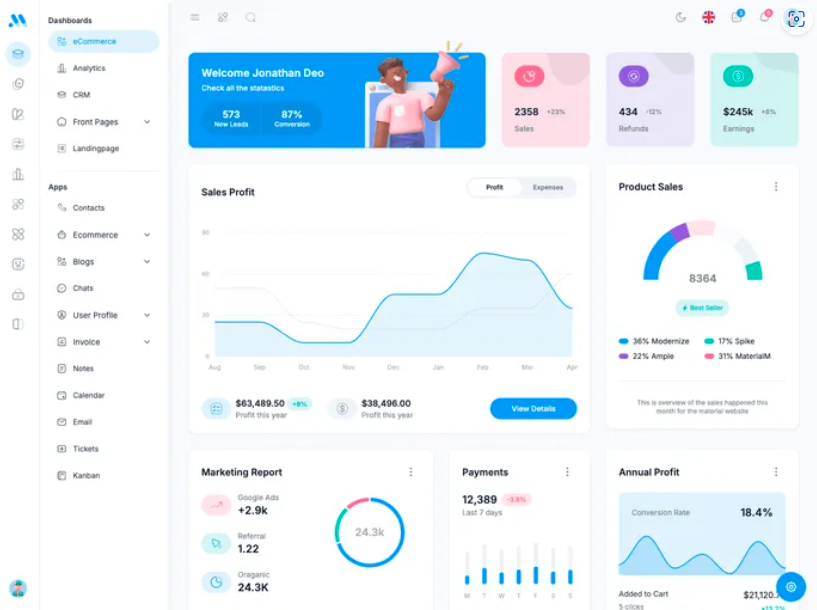 Dashboards
eCommerce
Analytics
CRM
Front Pages
Landingpage
Apps
Contacts
Ecommerce
Blogs
Chats
User Profile
Invoice
Notes
Calendar
Email
Tickets
Kanban
Welcome Jonathan Deo
Check all the statastics
573
New Leads
87%
Conversion
2358 +23%
Sales
434 -12%
Refunds
$245k +8%
Earnings
Sales Profit
Profit Expenses
90
60
30
0
Aug Sep Oct Nov Dec Jan Feb Mar Apr
$63,489.50 +8%
Profit this year
$38,496.00
Profit this year
View Details
Product Sales
8364
Best Seller
36% Modernize 17% Spike
22% Ample 31% MaterialM
This is overview of the sales happened this
month for the material website
Marketing Report
Google Ads
+2.9k
Referral
1.22
Oraganic
24.3K
24.3k
Payments
12,389 -3.8%
Last 7 days
M T W T F S S
Annual Profit
Conversion Rate 18.4%
Added to Cart
5 clicks